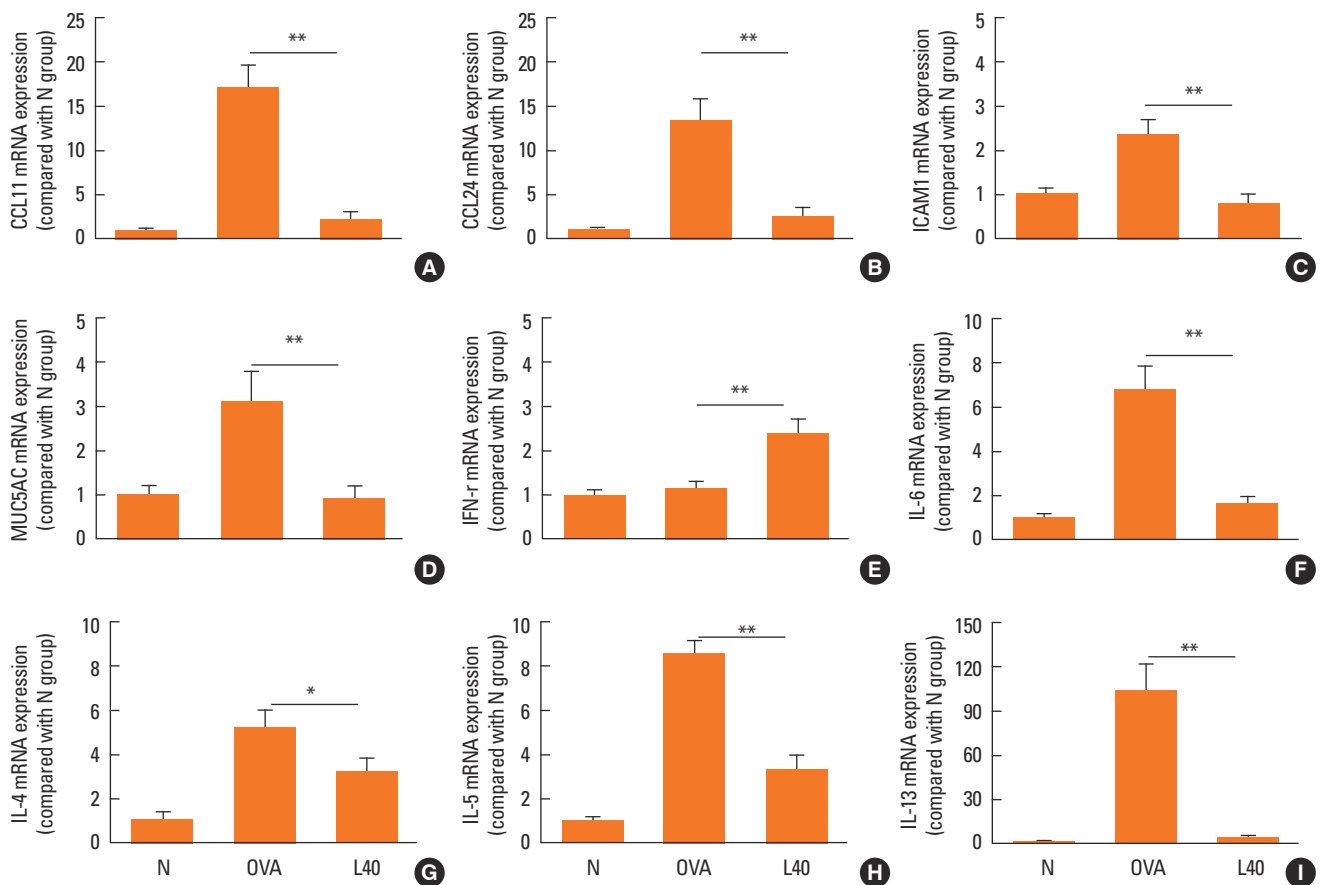 CCL11 mRNA expression
(compared with N group)
25
20
15
10
5
0
**
A
CCL24 mRNA expression
(compared with N group)
25
20
15
10
5
0
**
B
ICAM1 mRNA expression
(compared with N group)
5
4
3
2
1
0
**
C
MUC5AC mRNA expression
(compared with N group)
5
4
3
2
1
0
**
D
IFN-r mRNA expression
(compared with N group)
5
4
3
2
1
0
**
E
IL-6 mRNA expression
(compared with N group)
10
8
6
4
2
0
**
F
IL-4 mRNA expression
(compared with N group)
10
8
6
4
2
0
*
N OVA L40
G
IL-5 mRNA expression
(compared with N group)
10
8
6
4
2
0
**
N OVA L40
H
IL-13 mRNA expression
(compared with N group)
150
120
90
60
30
0
**
N OVA L40
I